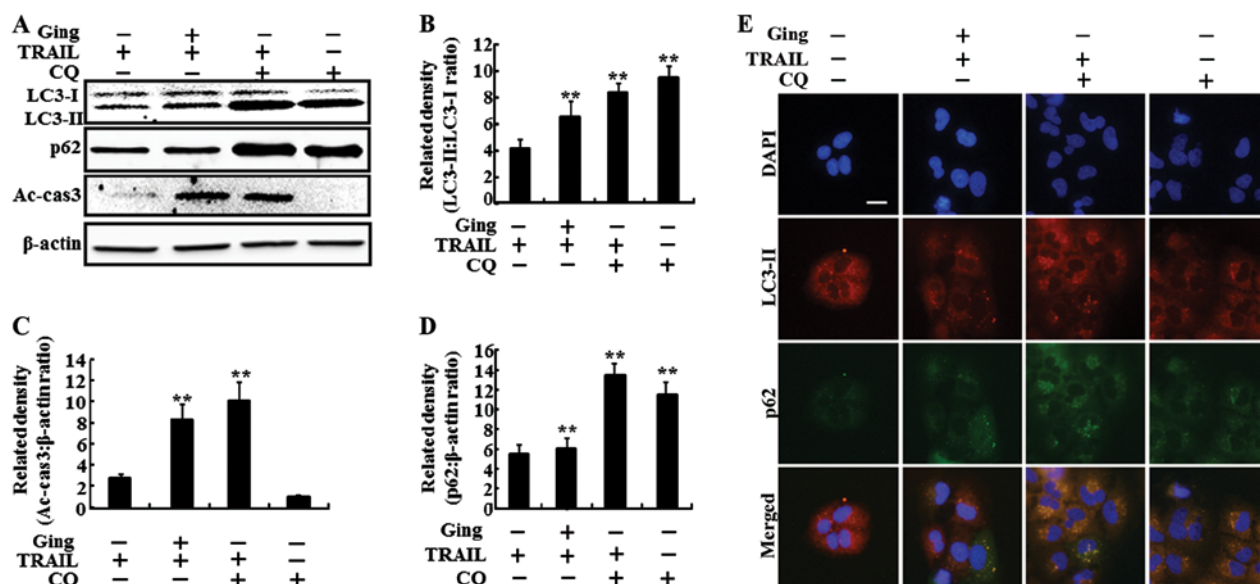 A
Ging – + – –
TRAIL + + + –
CQ – – + +
LC3-I
LC3-II
p62
Ac-cas3
β-actin
B
Related density
(LC3-II:LC3-I ratio)
12
10
8
6
4
2
0
** ** **
Ging – + – –
TRAIL + + + –
CQ – – + +
C
Related density
(Ac-cas3:β-actin ratio)
14
12
10
8
6
4
2
0
** **
Ging – + – –
TRAIL + + + –
CQ – – + +
D
Related density
(p62:β-actin ratio)
16
14
12
10
8
6
4
2
0
** ** **
Ging – + – –
TRAIL + + + –
CQ – – + +
E
Ging – + – –
TRAIL – + + –
CQ – – + +
DAPI
LC3-II
p62
Merged